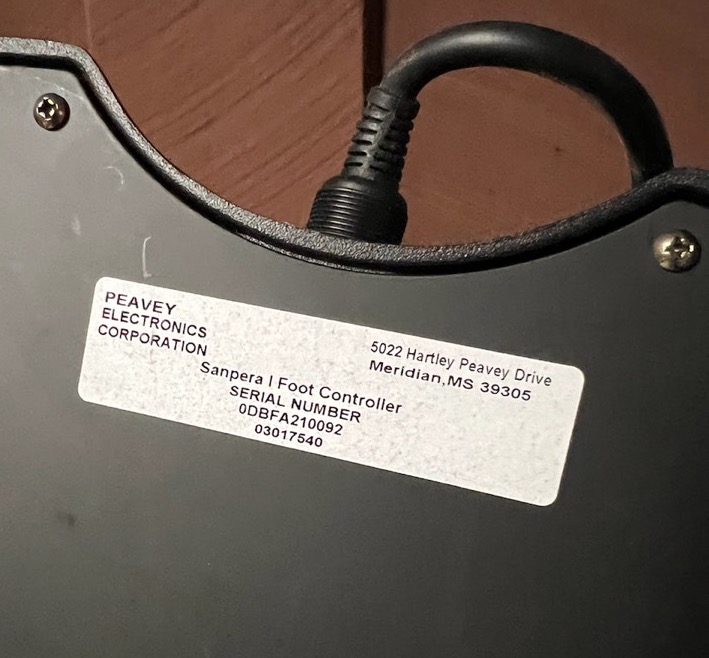 PEAVEY
ELECTRONICS
CORPORATION
5022 Hartley Peavey Drive
Meridian,MS 39305
Sanpera I Foot Controller
SERIAL NUMBER
0DBFA210092
03017540